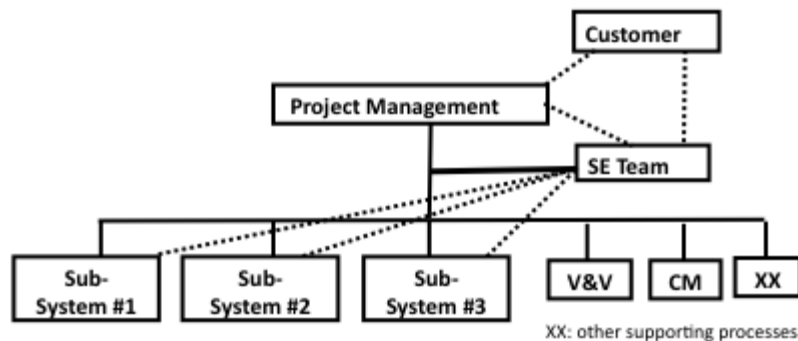 Customer
Project Management
SE Team
Sub-
System #1
Sub-
System #2
Sub-
System #3
V&V
CM
XX
XX: other supporting processes